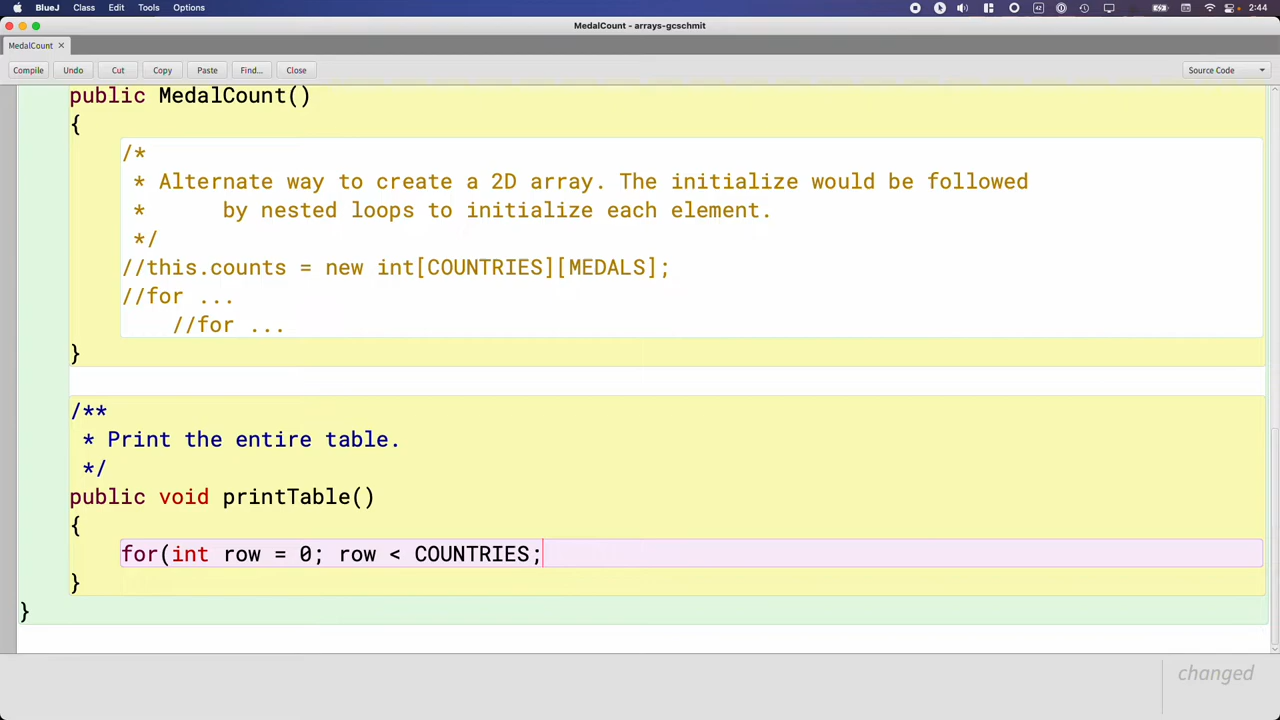 BlueJ Class Edit Tools Options 42 2:44
MedalCount - arrays-gcschmit
MedalCount ×
Compile Undo Cut Copy Paste Find... Close Source Code
public MedalCount()
{
/*
* Alternate way to create a 2D array. The initialize would be followed
* by nested loops to initialize each element.
*/
//this.counts = new int[COUNTRIES][MEDALS];
//for ...
//for ...
}
/**
* Print the entire table.
*/
public void printTable()
{
for(int row = 0; row < COUNTRIES;
}
}
changed